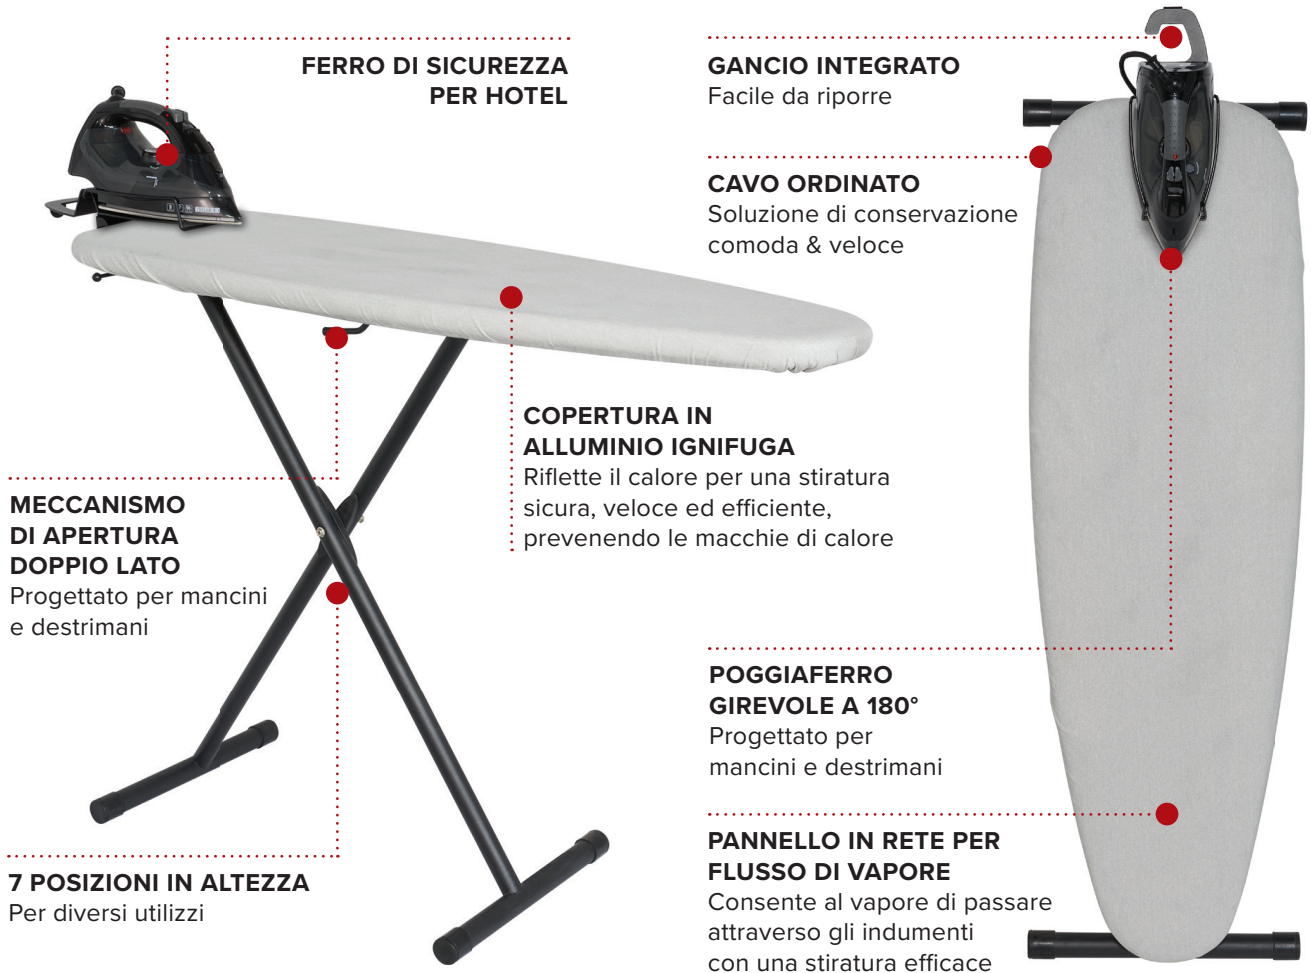 FERRO DI SICUREZZA
PER HOTEL
GANCIO INTEGRATO
Facile da riporre
CAVO ORDINATO
Soluzione di conservazione
comoda & veloce
COPERTURA IN
ALLUMINIO IGNIFUGA
Riflette il calore per una stiratura
sicura, veloce ed efficiente,
prevenendo le macchie di calore
MECCANISMO
DI APERTURA
DOPPIO LATO
Progettato per mancini
e destrimani
POGGIAFERRO
GIREVOLE A 180°
Progettato per
mancini e destrimani
7 POSIZIONI IN ALTEZZA
Per diversi utilizzi
PANNELLO IN RETE PER
FLUSSO DI VAPORE
Consente al vapore di passare
attraverso gli indumenti
con una stiratura efficace